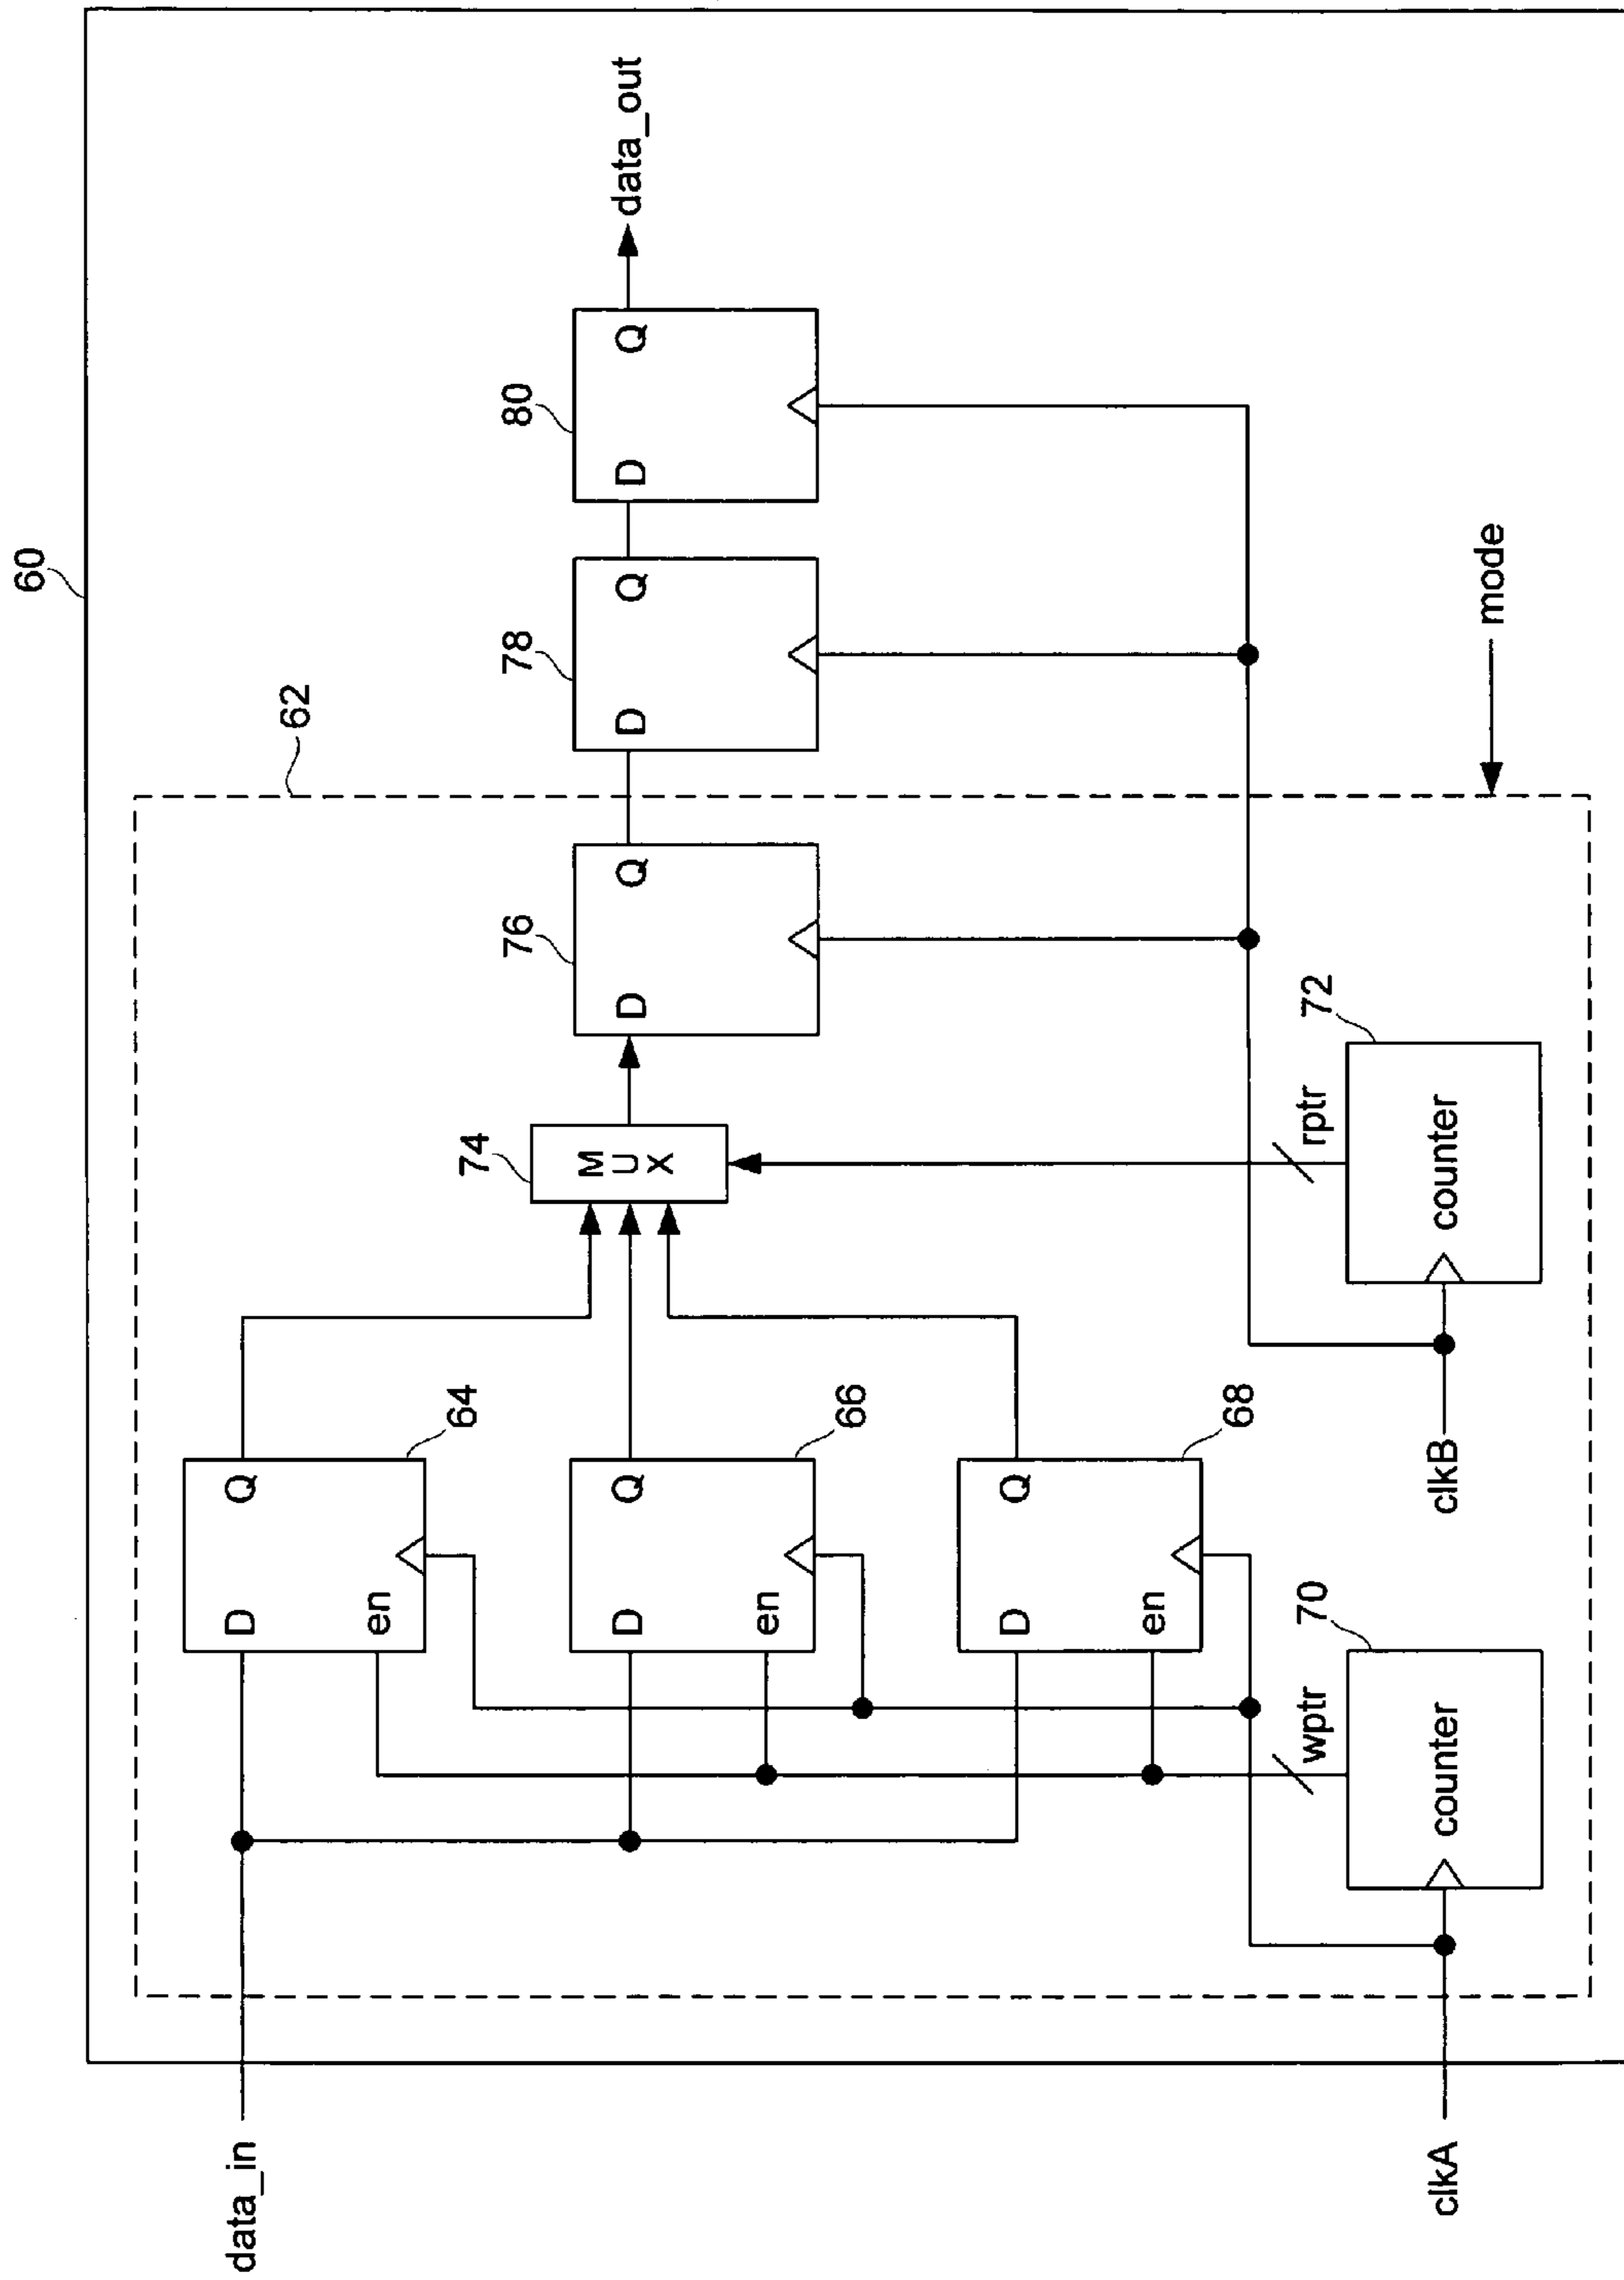 60
62
data_in
D
Q
en
64
D
Q
en
66
D
Q
en
68
wptr
70
counter
clkA
74
M
U
X
rptr
72
counter
clkB
76
D
Q
78
D
Q
80
D
Q
data_out
mode